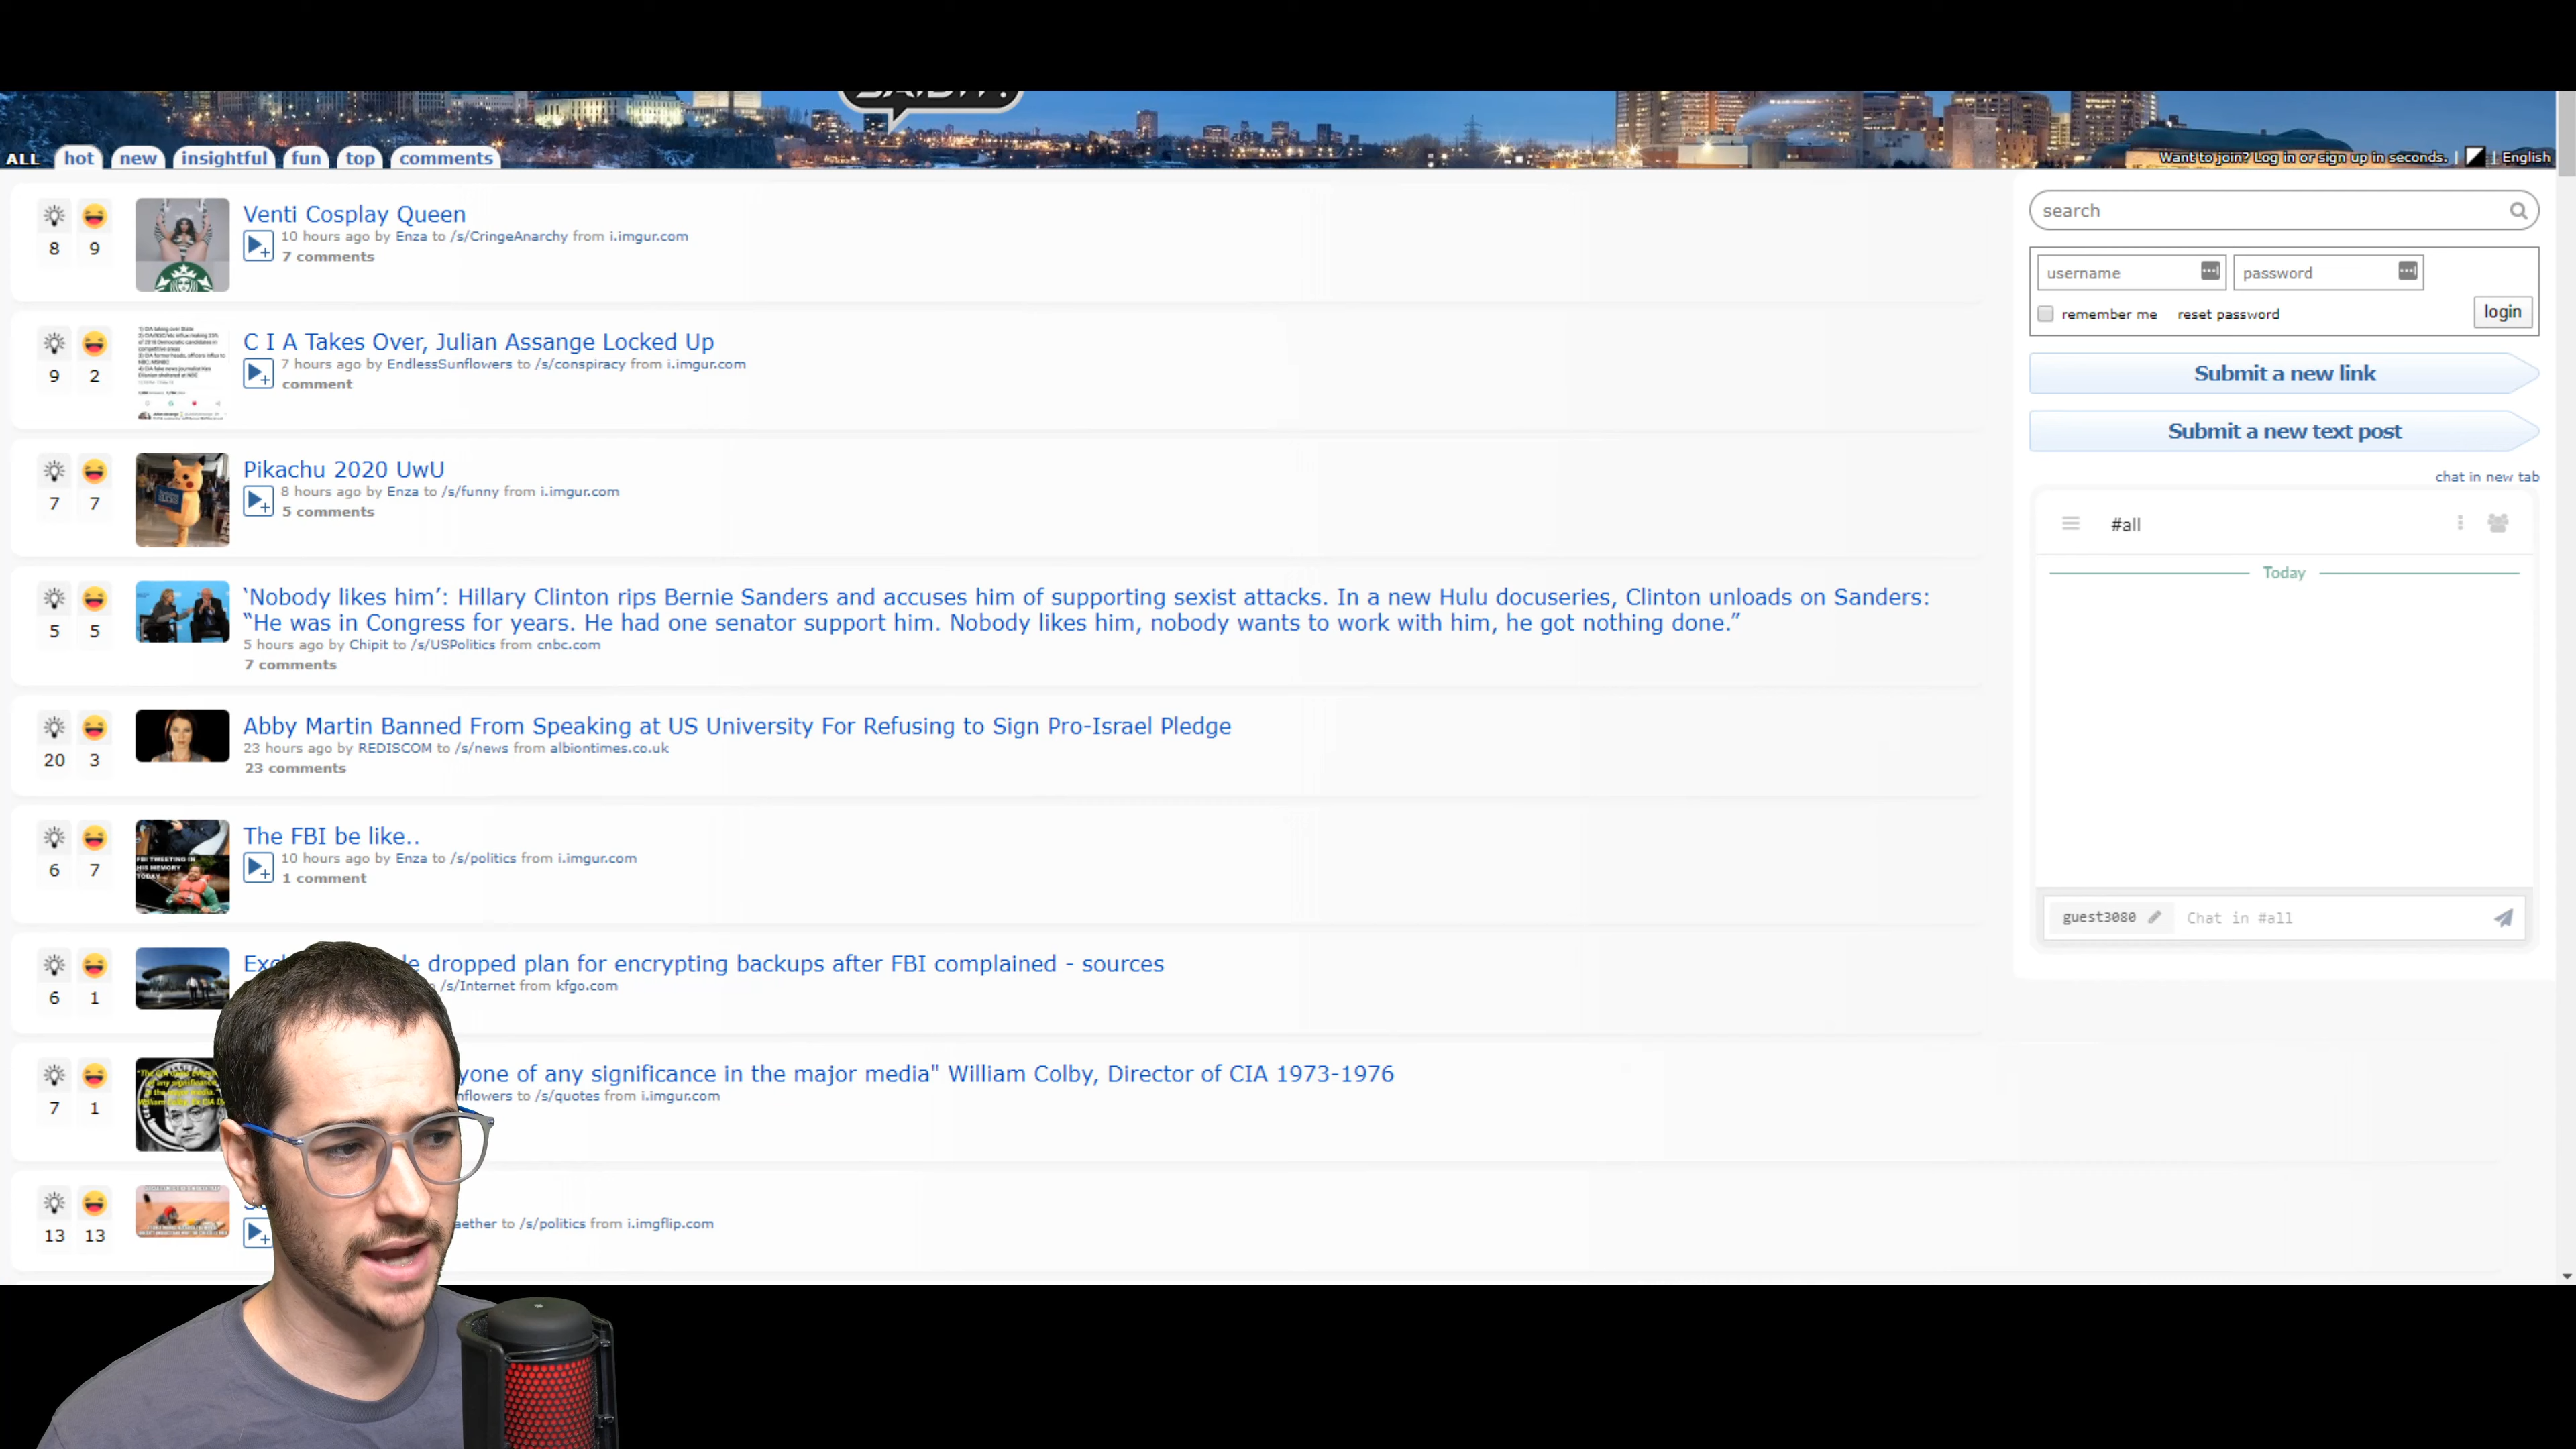 ALL hot new insightful fun top comments
Want to join? Log in or sign up in seconds. | | English
8 9
Venti Cosplay Queen
10 hours ago by Enza to /s/CringeAnarchy from i.imgur.com
7 comments
9 2
C I A Takes Over, Julian Assange Locked Up
7 hours ago by EndlessSunflowers to /s/conspiracy from i.imgur.com
comment
7 7
Pikachu 2020 UwU
8 hours ago by Enza to /s/funny from i.imgur.com
5 comments
5 5
‘Nobody likes him’: Hillary Clinton rips Bernie Sanders and accuses him of supporting sexist attacks. In a new Hulu docuseries, Clinton unloads on Sanders:
“He was in Congress for years. He had one senator support him. Nobody likes him, nobody wants to work with him, he got nothing done.”
5 hours ago by Chipit to /s/USPolitics from cnbc.com
7 comments
20 3
Abby Martin Banned From Speaking at US University For Refusing to Sign Pro-Israel Pledge
23 hours ago by REDISCOM to /s/news from albiontimes.co.uk
23 comments
6 7
FBI TWEETING IN
HIS MEMORY
TODAY
The FBI be like..
10 hours ago by Enza to /s/politics from i.imgur.com
1 comment
6 1
dropped plan for encrypting backups after FBI complained - sources
/s/Internet from kfgo.com
7 1
of any significance in the major media" William Colby, Director of CIA 1973-1976
to /s/quotes from i.imgur.com
13 13
to /s/politics from i.imgflip.com
search
username password
remember me reset password login
Submit a new link
Submit a new text post
chat in new tab
#all
Today
guest3080 Chat in #all